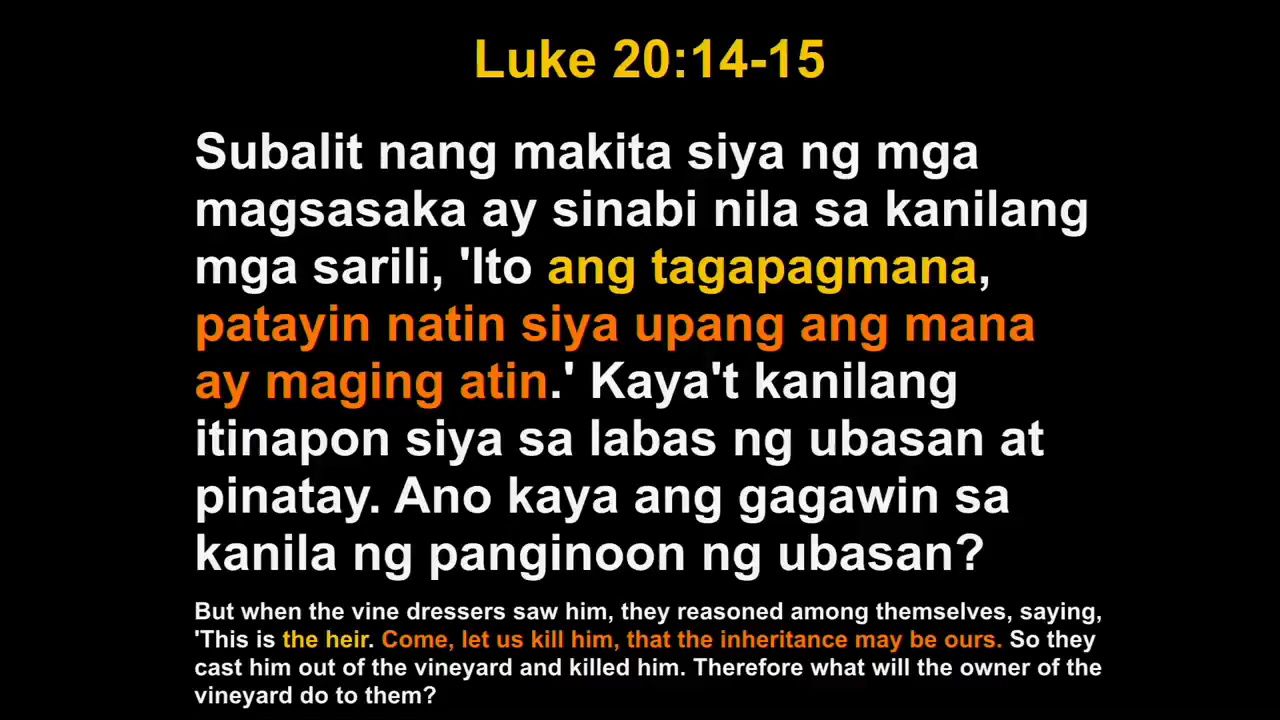 Luke 20:14-15
Subalit nang makita siya ng mga
magsasaka ay sinabi nila sa kanilang
mga sarili, 'Ito ang tagapagmana,
patayin natin siya upang ang mana
ay maging atin.' Kaya't kanilang
itinapon siya sa labas ng ubasan at
pinatay. Ano kaya ang gagawin sa
kanila ng panginoon ng ubasan?
But when the vine dressers saw him, they reasoned among themselves, saying,
'This is the heir. Come, let us kill him, that the inheritance may be ours. So they
cast him out of the vineyard and killed him. Therefore what will the owner of the
vineyard do to them?